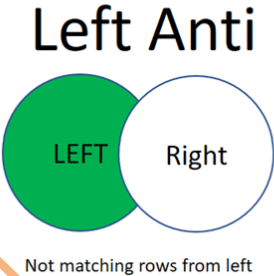 Left Anti
LEFT
Right
Not matching rows from left